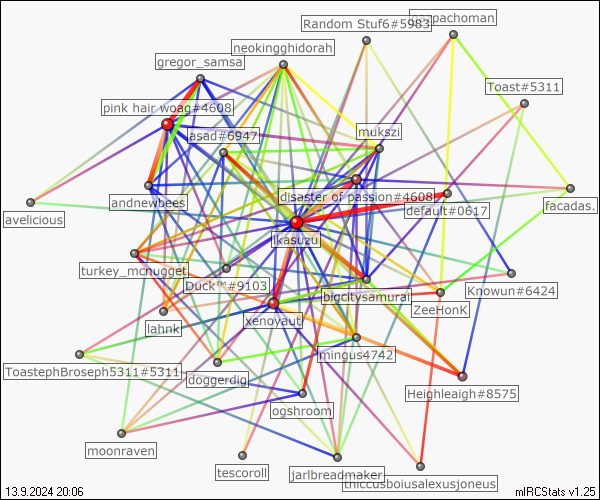 Random Stuf6#5983
pachoman
neokingghidorah
gregor_samsa
Toast#5311
pink hair woag#4608
mukszi
asad#6947
disaster of passion#4608
andnewbees
default#0617
facadas.
avelicious
ikasuzu
turkey_mcnugget
Duck™#9103
bigcitysamurai
Knowun#6424
ZeeHonK
lahnk
xenoyaut
mingus4742
ToastephBroseph5311#5311
doggerdig
Heighleaigh#8575
ogshroom
moonraven
tescoroll
jarlbreadmaker
thiccusboiusalexusjoneus
13.9.2024 20:06
mIRCStats v1.25